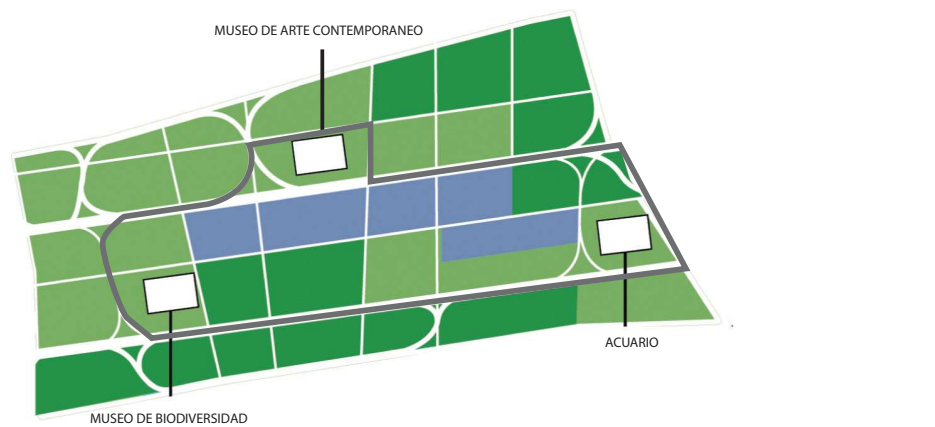 MUSEO DE ARTE CONTEMPORANEO
ACUARIO
MUSEO DE BIODIVERSIDAD